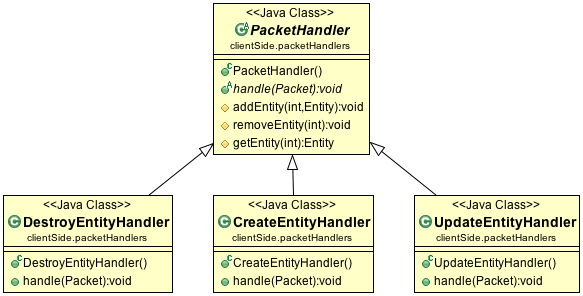 <<Java Class>>
PacketHandler
clientSide.packetHandlers
PacketHandler()
handle(Packet):void
addEntity(int,Entity):void
removeEntity(int):void
getEntity(int):Entity
<<Java Class>>
DestroyEntityHandler
clientSide.packetHandlers
DestroyEntityHandler()
handle(Packet):void
<<Java Class>>
CreateEntityHandler
clientSide.packetHandlers
CreateEntityHandler()
handle(Packet):void
<<Java Class>>
UpdateEntityHandler
clientSide.packetHandlers
UpdateEntityHandler()
handle(Packet):void